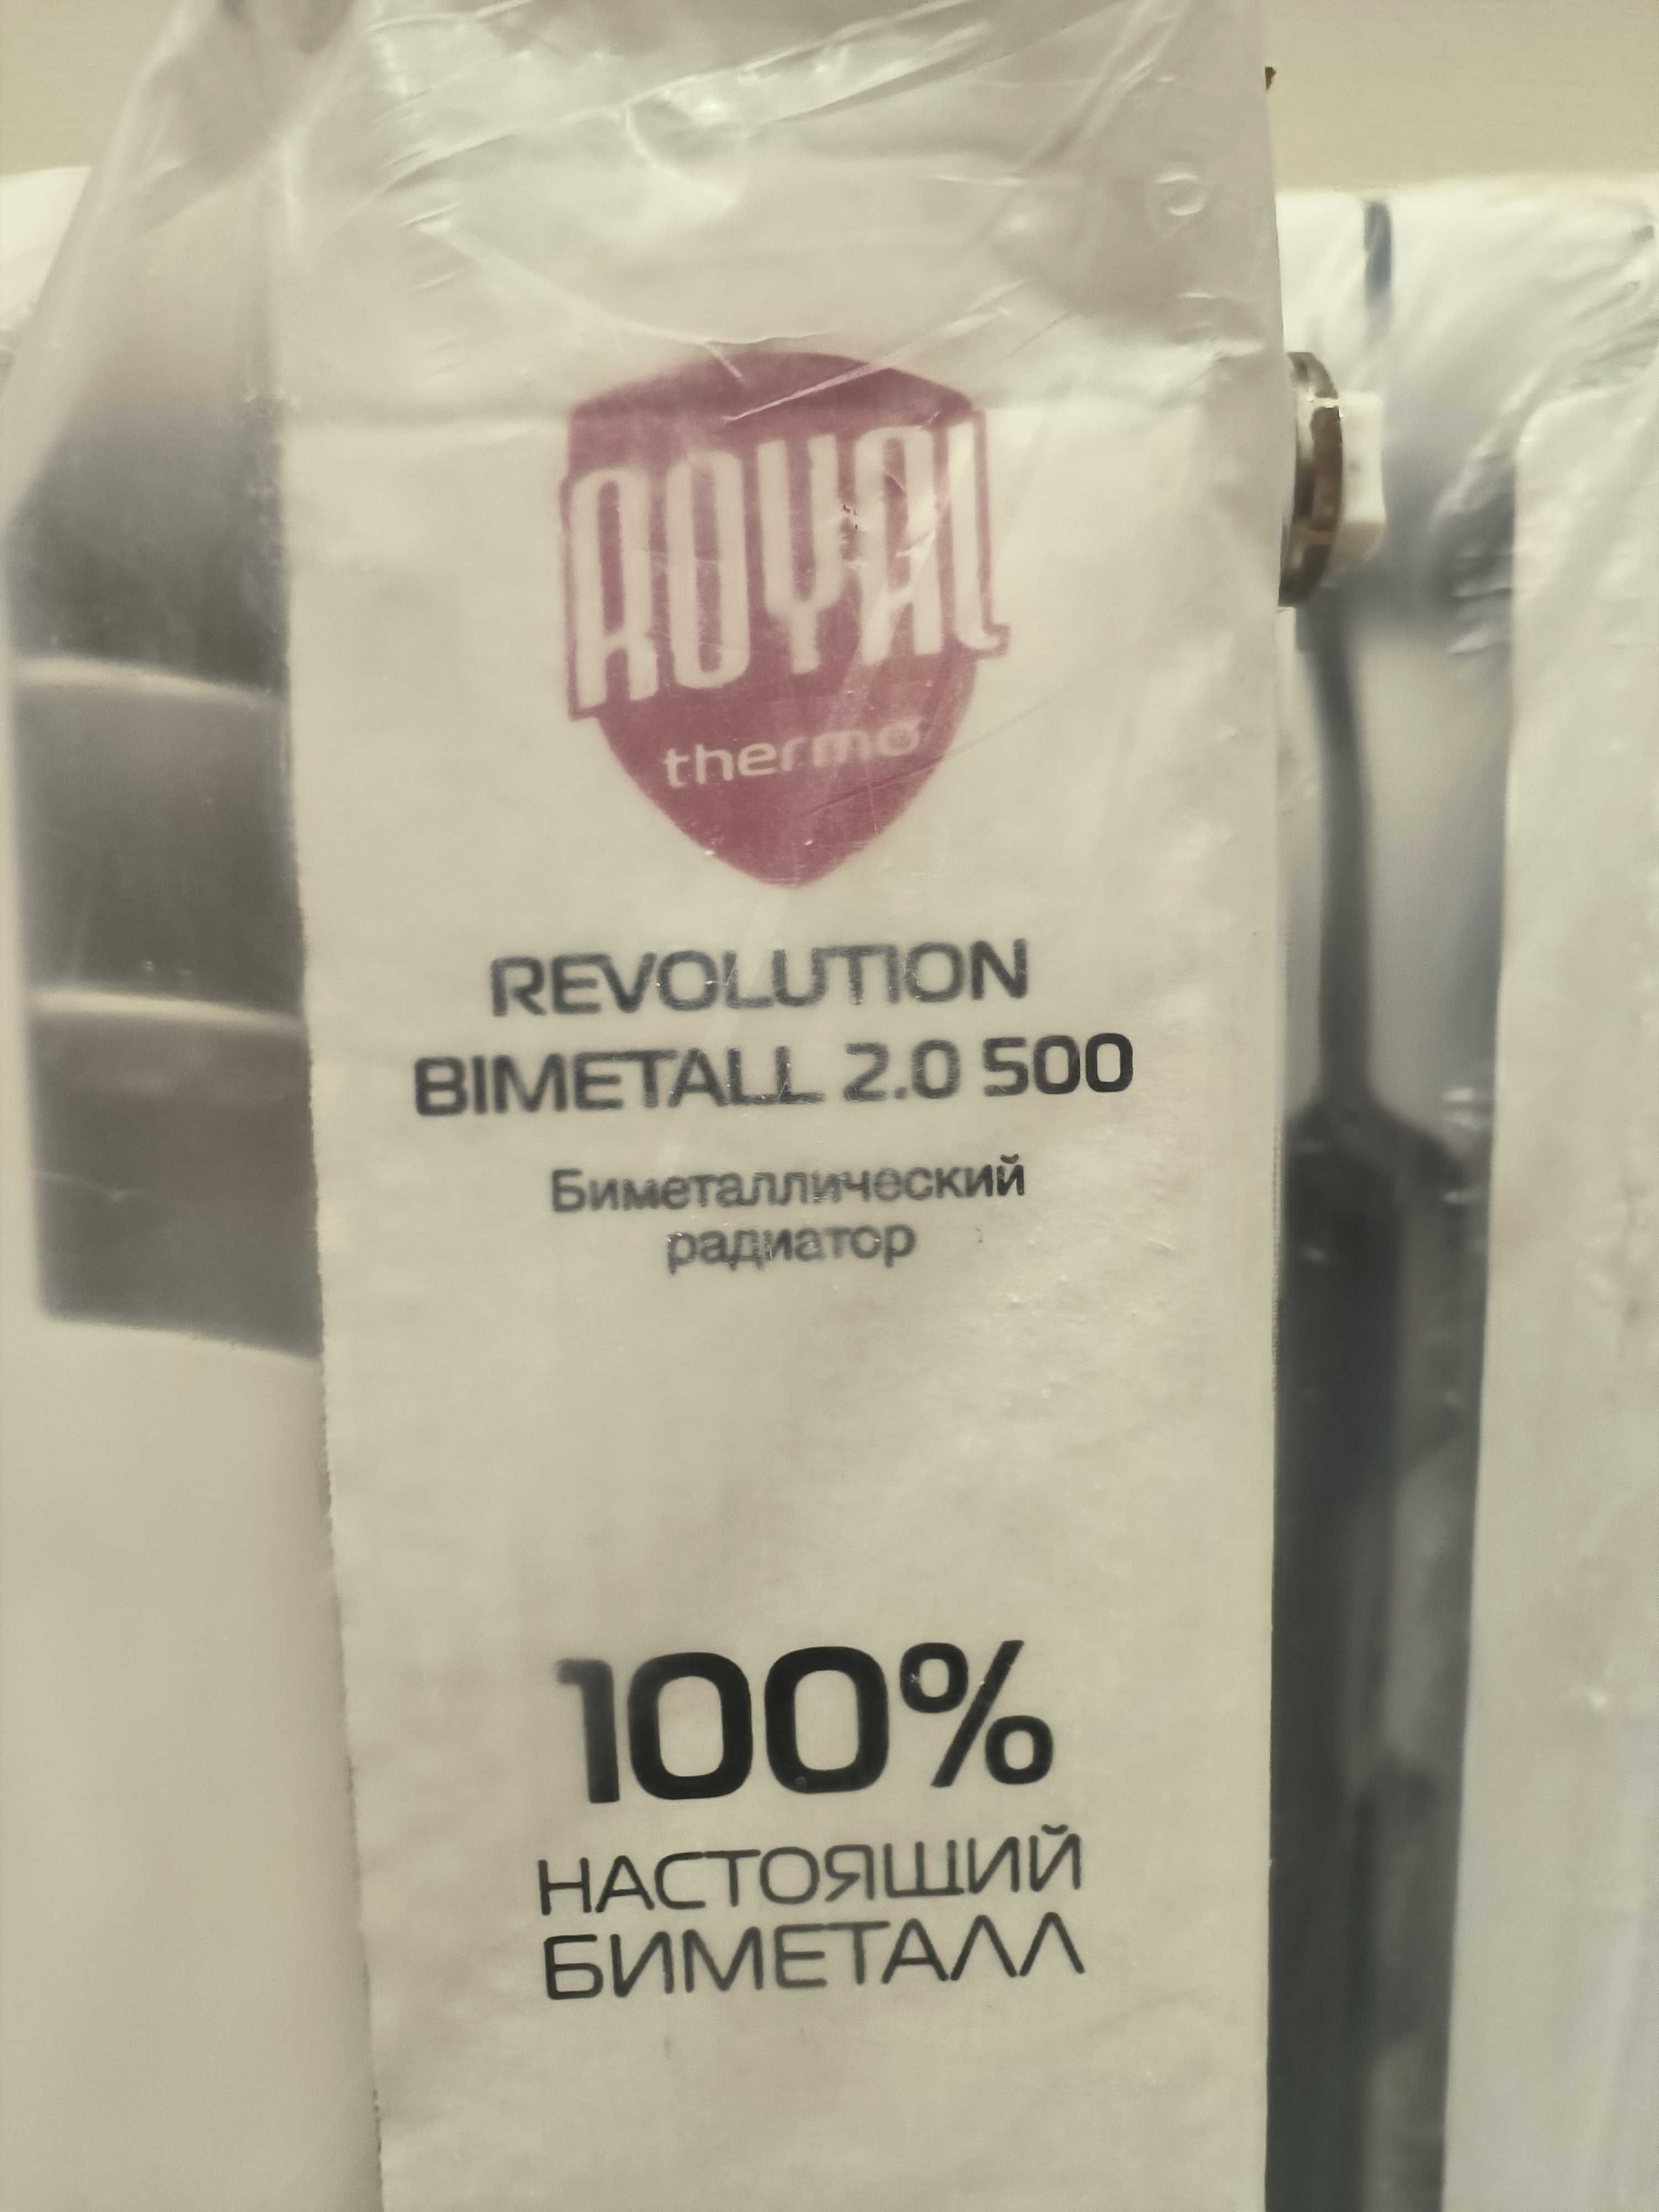 ROYAL
thermo
REVOLUTION
BIMETALL 2.0 500
Биметаллический
радиатор
100%
НАСТОЯЩИЙ
БИМЕТАЛЛ